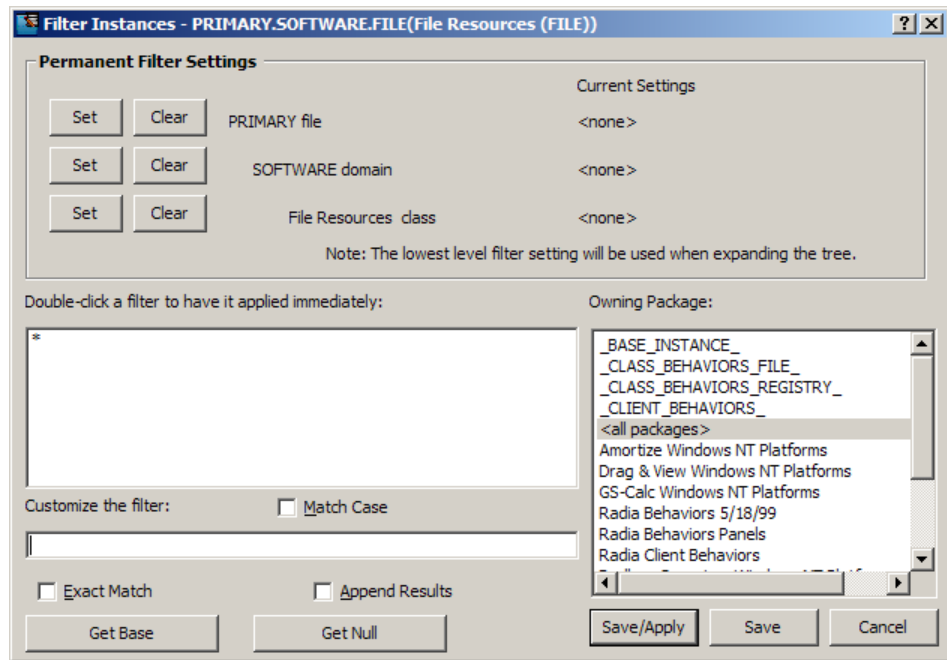 Filter Instances - PRIMARY.SOFTWARE.FILE(File Resources (FILE))
Permanent Filter Settings
Current Settings
Set Clear PRIMARY file <none>
Set Clear SOFTWARE domain <none>
Set Clear File Resources class <none>
Note: The lowest level filter setting will be used when expanding the tree.
Double-click a filter to have it applied immediately:
*
Customize the filter:
Match Case
Exact Match
Append Results
Get Base
Get Null
Owning Package:
_BASE_INSTANCE_
_CLASS_BEHAVIORS_FILE_
_CLASS_BEHAVIORS_REGISTRY_
_CLIENT_BEHAVIORS_
<all packages>
Amortize Windows NT Platforms
Drag & View Windows NT Platforms
GS-Calc Windows NT Platforms
Radia Behaviors 5/18/99
Radia Behaviors Panels
Radia Client Behaviors
Save/Apply
Save
Cancel